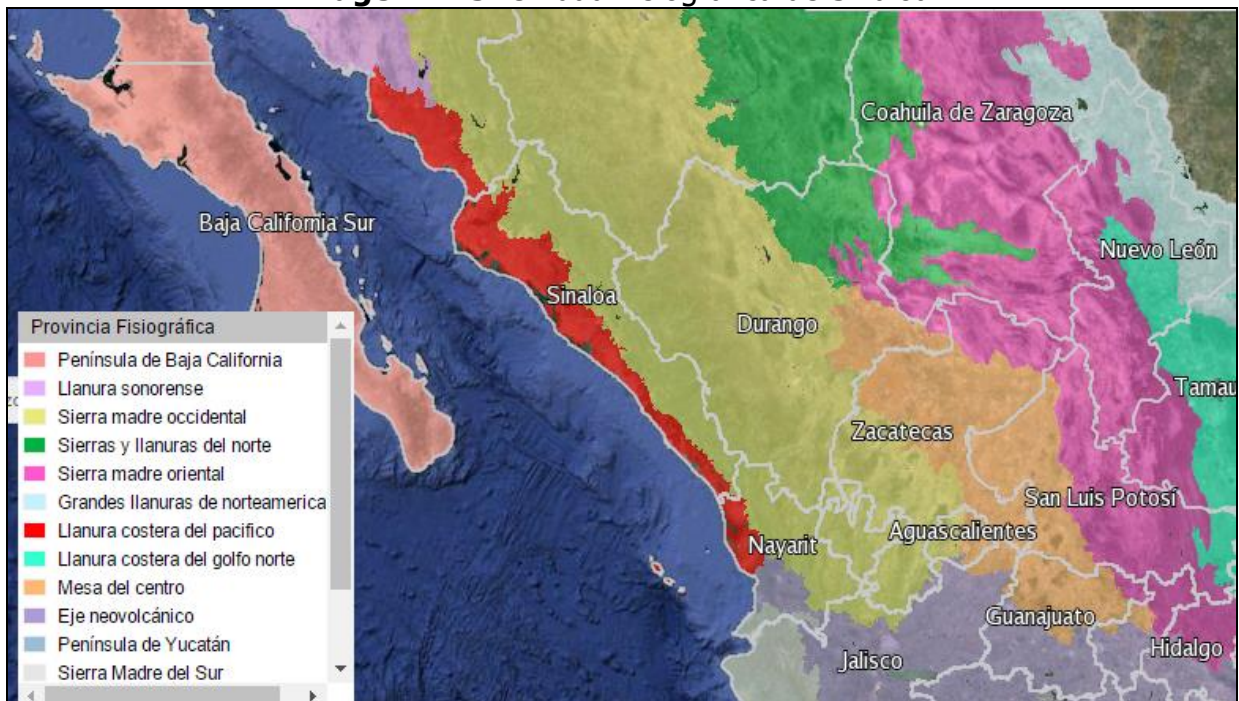 Coahuila de Zaragoza
Baja California Sur
Nuevo León
Sinaloa
Durango
Zacatecas
San Luis Potosí
Aguascalientes
Nayarit
Guanajuato
Hidalgo
Jalisco
Provincia Fisiográfica
Península de Baja California
Llanura sonorense
Sierra madre occidental
Sierras y llanuras del norte
Sierra madre oriental
Grandes llanuras de norteamerica
Llanura costera del pacifico
Llanura costera del golfo norte
Mesa del centro
Eje neovolcánico
Península de Yucatán
Sierra Madre del Sur